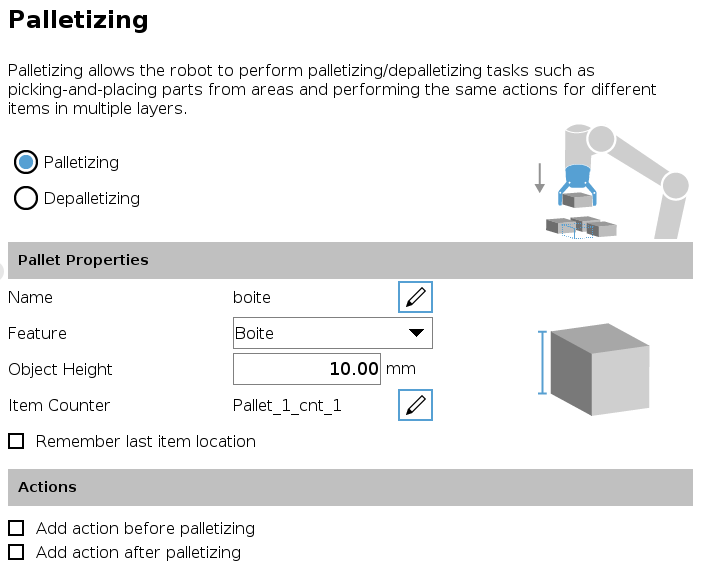 Palletizing
Palletizing allows the robot to perform palletizing/depalletizing tasks such as
picking-and-placing parts from areas and performing the same actions for different
items in multiple layers.
Palletizing
Depalletizing
Pallet Properties
Name boite
Feature Boite
Object Height 10.00 mm
Item Counter Pallet_1_cnt_1
Remember last item location
Actions
Add action before palletizing
Add action after palletizing